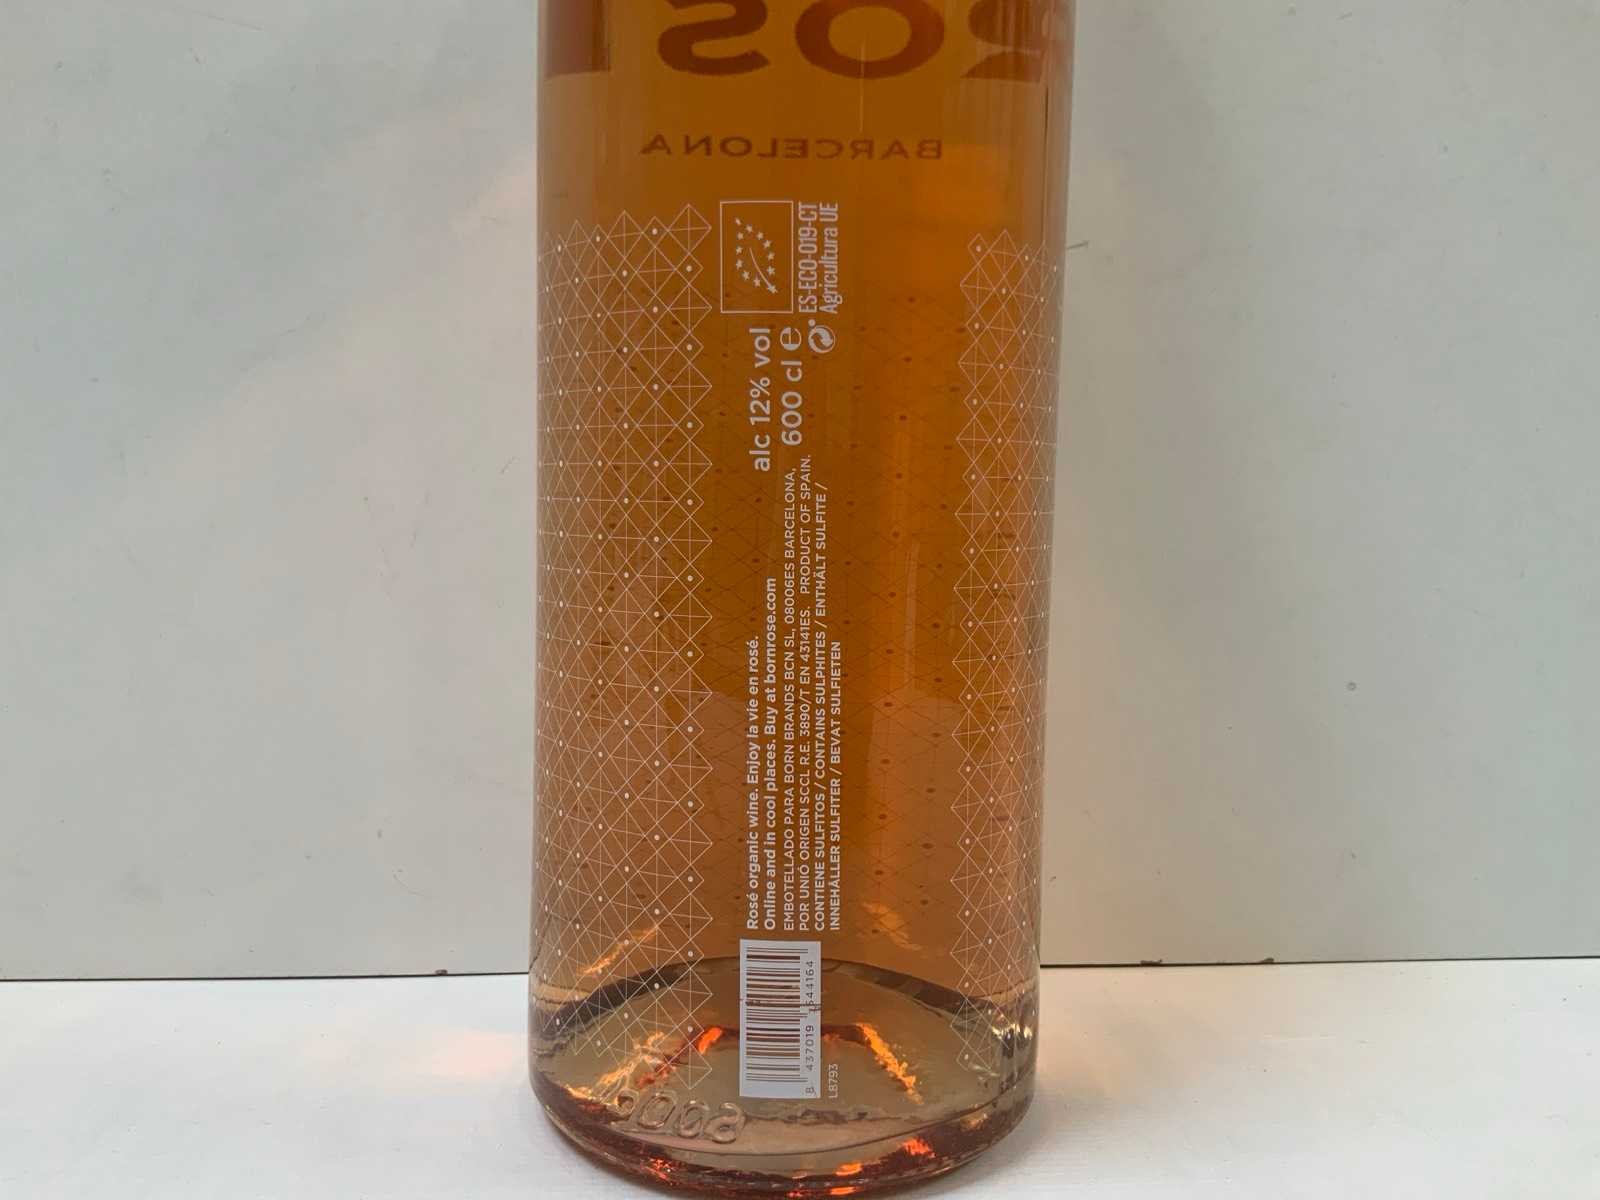 ROS
BARCELONA
ES-ECO-019-CT
Agricultura UE
alc 12% vol
600 cl e
Rosé organic wine. Enjoy la vie en rosé.
Online and in cool places. Buy at bornrose.com
EMBOTELLADO PARA BORN BRANDS BCN SL, 08006ES BARCELONA,
POR UNIÓ ORIGEN SCCL R.E. 3890/T EN 43141ES. PRODUCT OF SPAIN.
CONTIENE SULFITOS / CONTAINS SULPHITES / ENTHÄLT SULFITE /
INNEHÅLLER SULFITER / BEVAT SULFIETEN
8 437019 544164
L8793